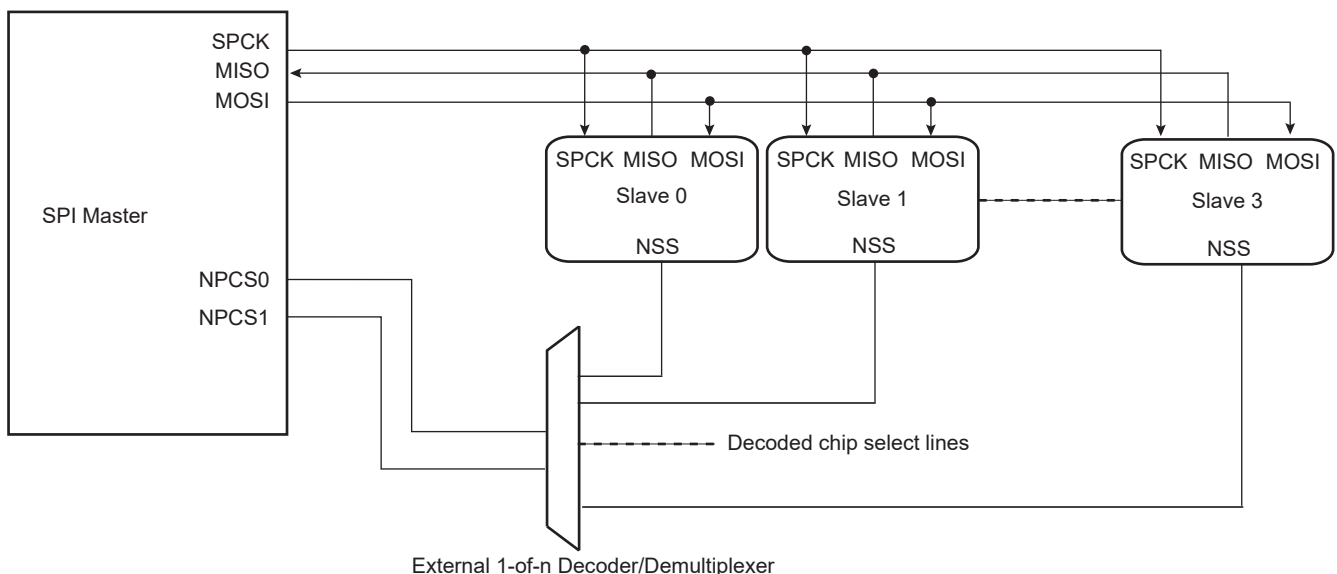 SPCK
MISO
MOSI
SPI Master
NPCS0
NPCS1
SPCK MISO MOSI
Slave 0
NSS
SPCK MISO MOSI
Slave 1
NSS
SPCK MISO MOSI
Slave 3
NSS
Decoded chip select lines
External 1-of-n Decoder/Demultiplexer